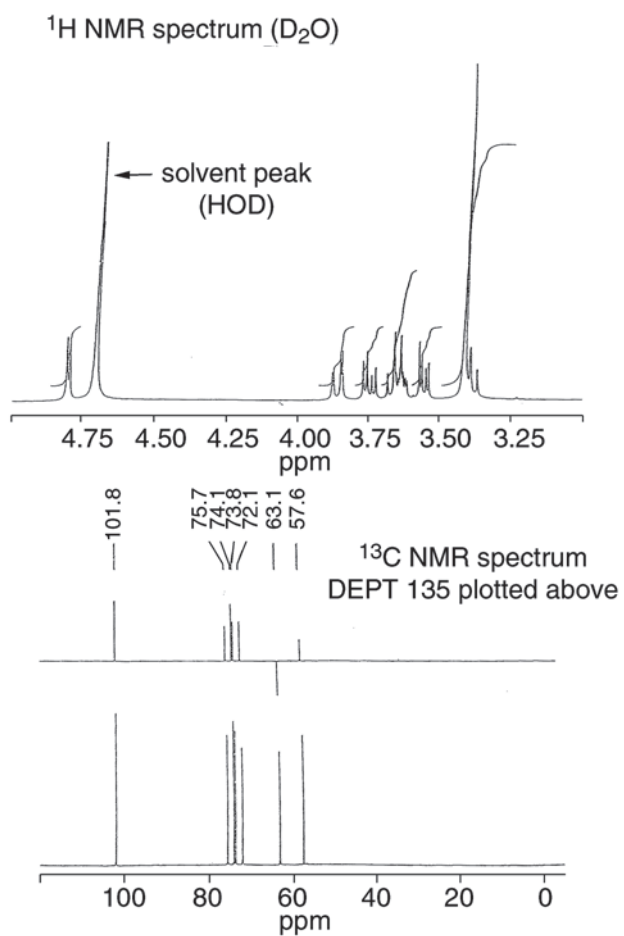 ¹H NMR spectrum (D₂O)
solvent peak
(HOD)
4.75 4.50 4.25 4.00 3.75 3.50 3.25
ppm
101.8
75.7
74.1
73.8
72.1
63.1
57.6
¹³C NMR spectrum
DEPT 135 plotted above
100 80 60 40 20 0
ppm